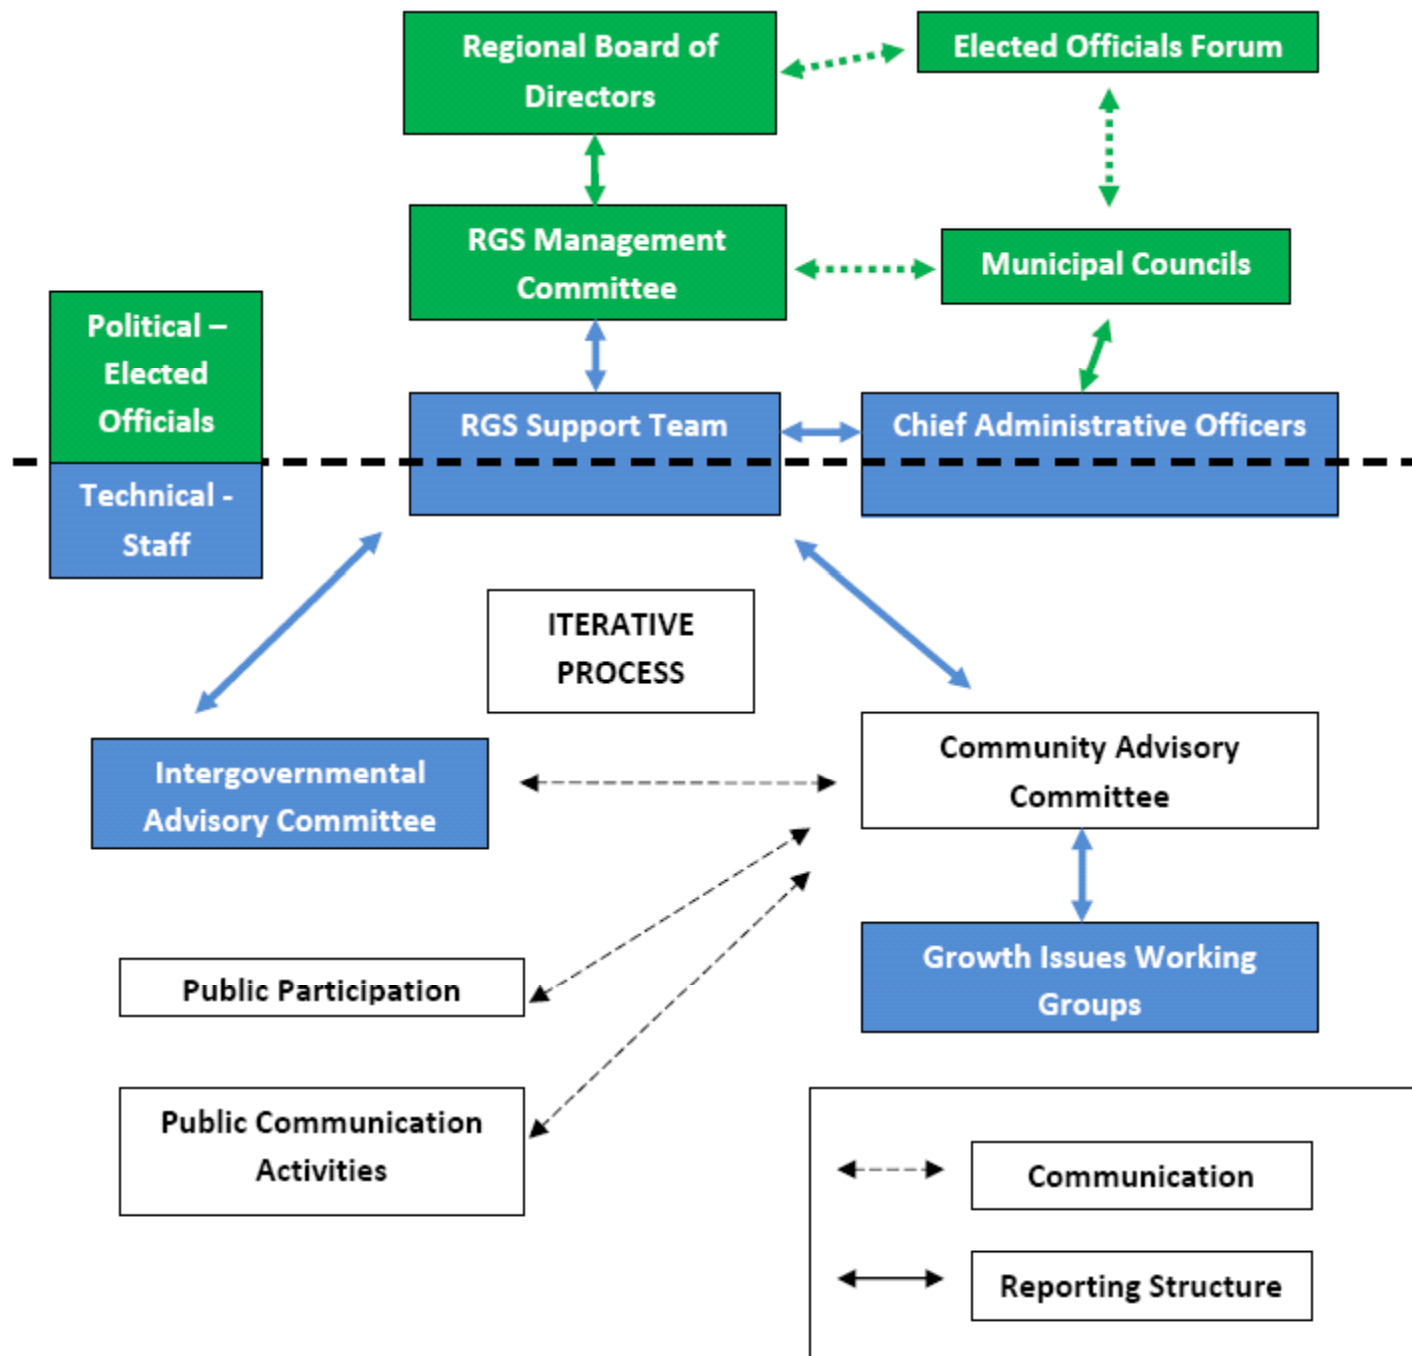 Regional Board of
Directors
Elected Officials Forum
RGS Management
Committee
Municipal Councils
Political –
Elected
Officials
Technical -
Staff
RGS Support Team
Chief Administrative Officers
ITERATIVE
PROCESS
Intergovernmental
Advisory Committee
Community Advisory
Committee
Growth Issues Working
Groups
Public Participation
Public Communication
Activities
Communication
Reporting Structure